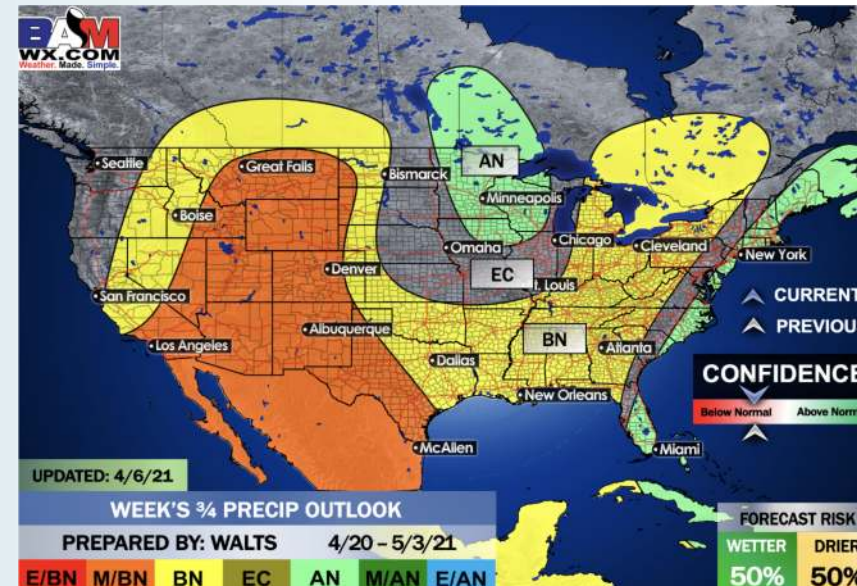 BAM
WX.COM
Weather. Made. Simple.
Seattle
Great Falls
Bismarck
AN
Minneapolis
Boise
Omaha
Chicago
Cleveland
New York
Denver
EC
t. Louis
San Francisco
CURRENT
PREVIOU
Los Angeles
Albuquerque
BN
Atlanta
Dallas
CONFIDENCE
New Orleans
Below Normal Above Norm
McAllen
Miami
UPDATED: 4/6/21
WEEK'S ¾ PRECIP OUTLOOK
FORECAST RISK
PREPARED BY: WALTS 4/20 – 5/3/21
WETTER DRIER
E/BN M/BN BN EC AN M/AN E/AN
50% 50%